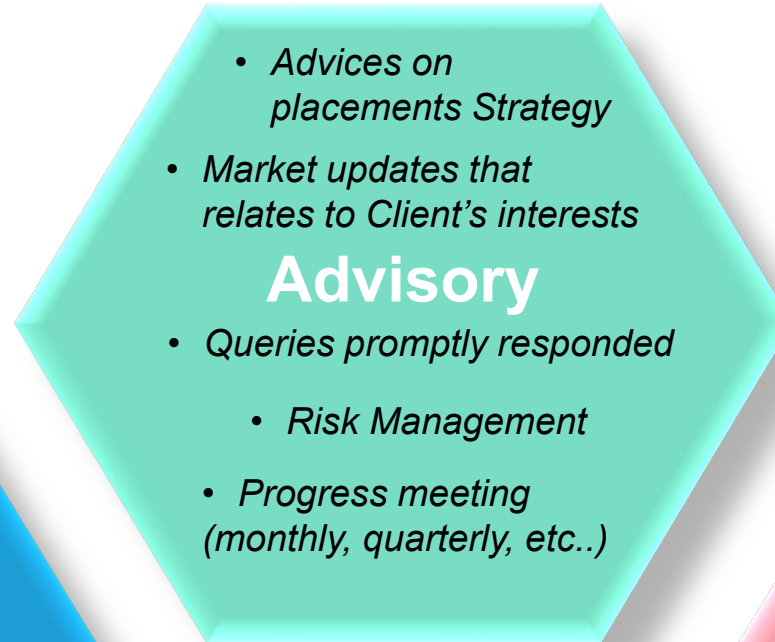 • Advices on
placements Strategy
• Market updates that
relates to Client’s interests
Advisory
• Queries promptly responded
• Risk Management
• Progress meeting
(monthly, quarterly, etc..)